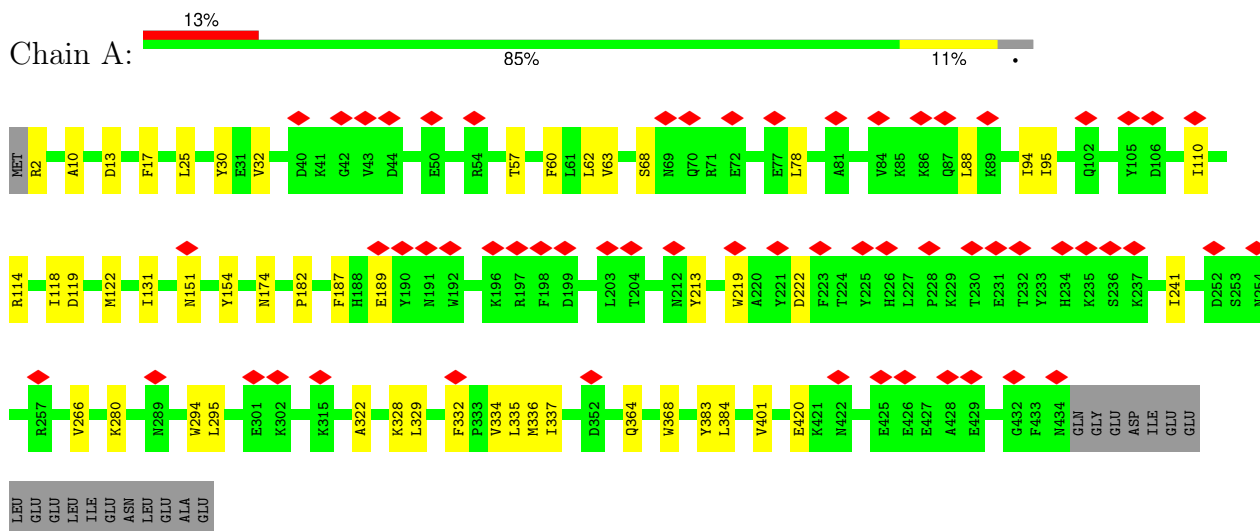 13%
Chain A:
85% 11% •
MET R2 A10 D13 F17 L25 Y30 E31 V32 D40 K41 G42 V43 D44 E50 R54 T57 F60 L61 L62 V63 S68 N69 Q70 R71 E72 E77 L78 A81 V84 K85 K86 Q87 L88 K89 I94 I95 Q102 Y105 D106 I110
R114 I118 D119 M122 I131 N151 Y154 N174 P182 F187 H188 E189 Y190 N191 W192 K196 R197 F198 D199 L203 T204 N212 Y213 W219 A220 Y221 D222 F223 T224 Y225 H226 L227 P228 K229 T230 E231 T232 Y233 H234 K235 S236 K237 I241 D252 S253
R257 V266 K280 N289 W294 L295 E301 K302 K315 A322 K328 L329 F332 P333 V334 L335 M336 I337 D352 Q364 W368 Y383 L384 V401 E420 K421 N422 E425 E426 E427 A428 E429 G432 F433 N434 GLN GLY GLU ASP ILE GLU GLU
LEU GLU GLU LEU ILE GLU ASN LEU GLU ALA GLU